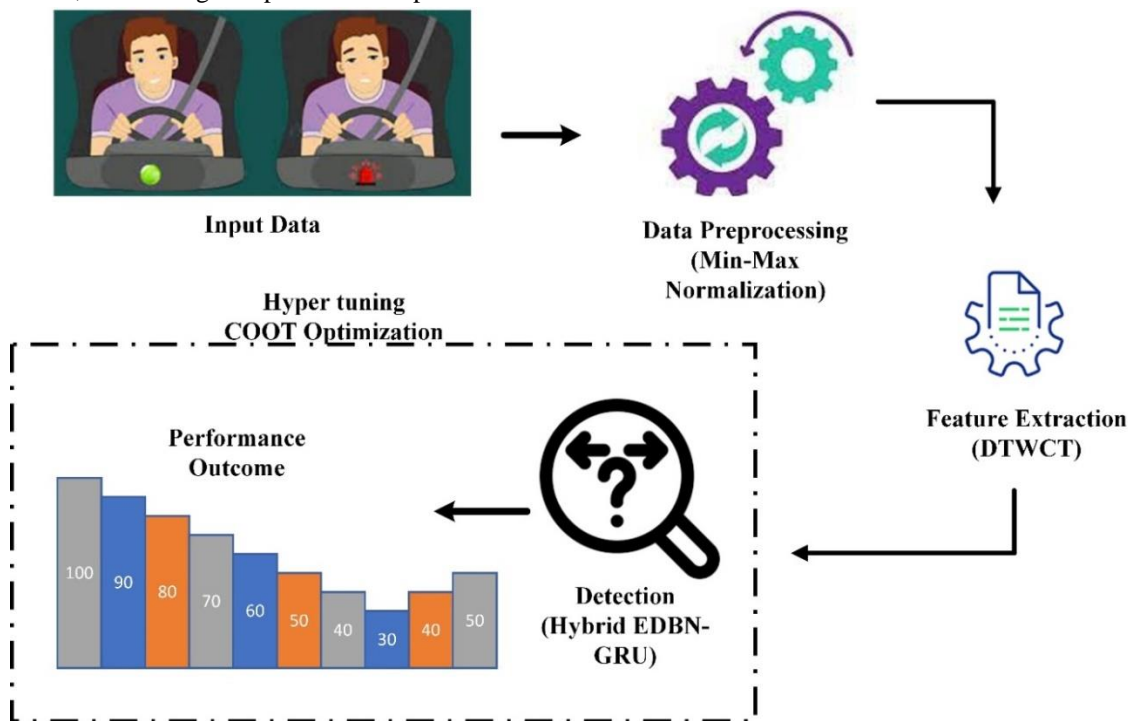 Input Data
Data Preprocessing
(Min-Max
Normalization)
Feature Extraction
(DTWCT)
Hyper tuning
COOT Optimization
Performance
Outcome
100
90
80
70
60
50
40
30
40
50
?
Detection
(Hybrid EDBN-
GRU)